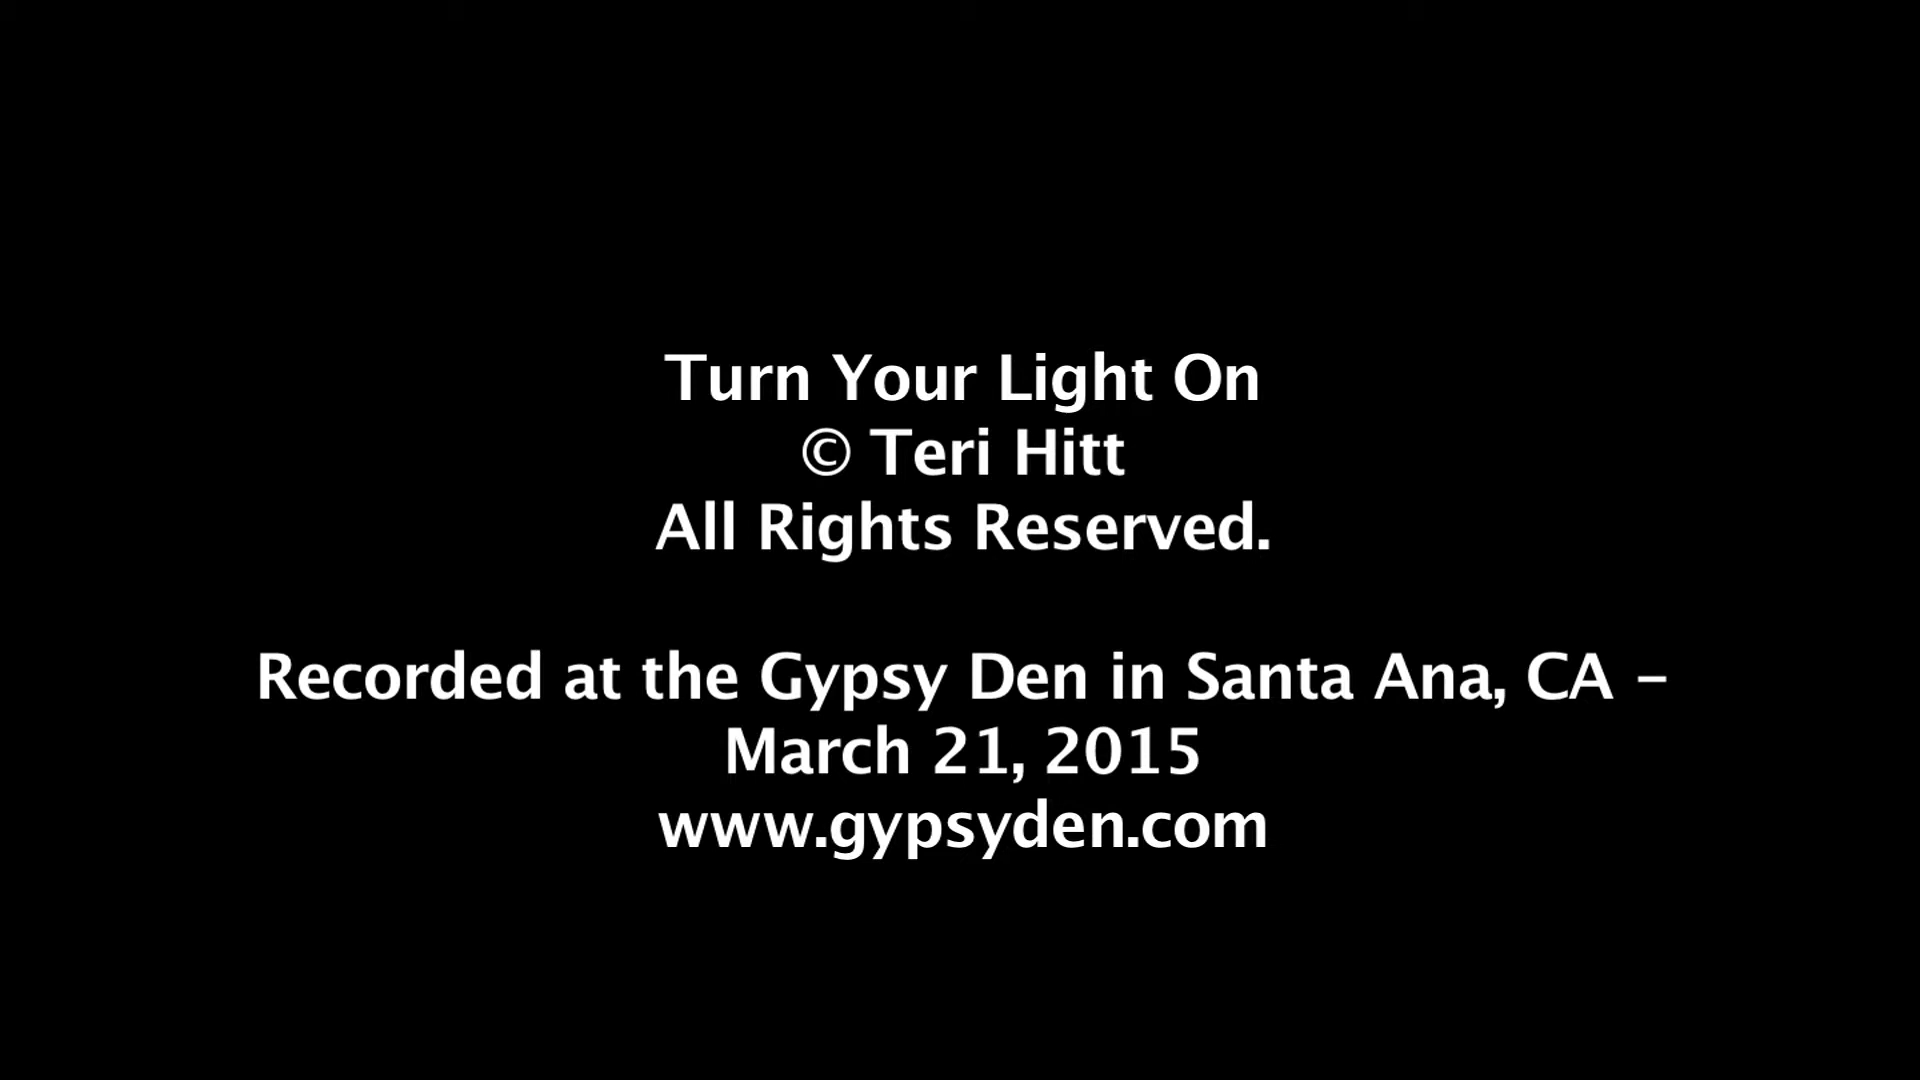 Turn Your Light On
© Teri Hitt
All Rights Reserved.
Recorded at the Gypsy Den in Santa Ana, CA –
March 21, 2015
www.gypsyden.com